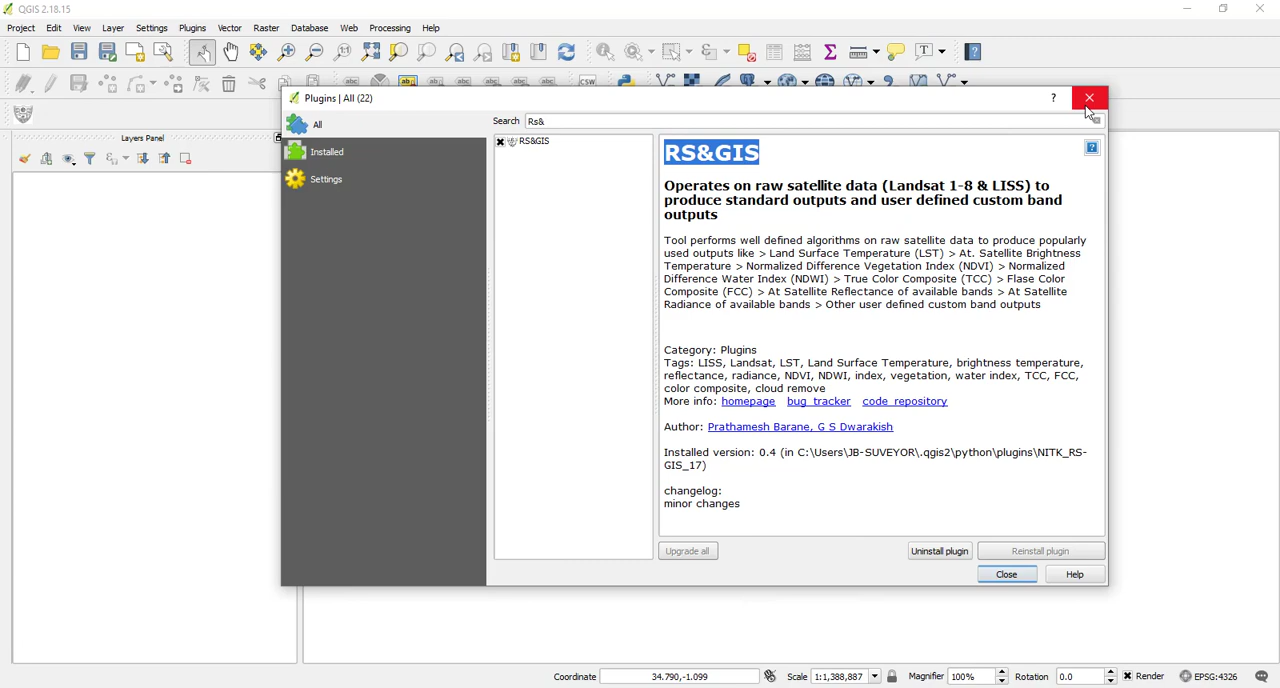 QGIS 2.18.15
Project Edit View Layer Settings Plugins Vector Raster Database Web Processing Help
Plugins | All (22)
?
All
Installed
Settings
Search Rs&
RS&GIS
RS&GIS
Operates on raw satellite data (Landsat 1-8 & LISS) to
produce standard outputs and user defined custom band
outputs
Tool performs well defined algorithms on raw satellite data to produce popularly
used outputs like > Land Surface Temperature (LST) > At. Satellite Brightness
Temperature > Normalized Difference Vegetation Index (NDVI) > Normalized
Difference Water Index (NDWI) > True Color Composite (TCC) > Flase Color
Composite (FCC) > At Satellite Reflectance of available bands > At Satellite
Radiance of available bands > Other user defined custom band outputs
Category: Plugins
Tags: LISS, Landsat, LST, Land Surface Temperature, brightness temperature,
reflectance, radiance, NDVI, NDWI, index, vegetation, water index, TCC, FCC,
color composite, cloud remove
More info: homepage bug tracker code repository
Author: Prathamesh Barane, G S Dwarakish
Installed version: 0.4 (in C:\Users\JB-SUVEYOR\.qgis2\python\plugins\NITK_RS-
GIS_17)
changelog:
minor changes
Upgrade all Uninstall plugin Reinstall plugin
Close Help
Layers Panel
Coordinate 34.790,-1.099 Scale 1:1,388,887 Magnifier 100% Rotation 0.0 Render EPSG:4326